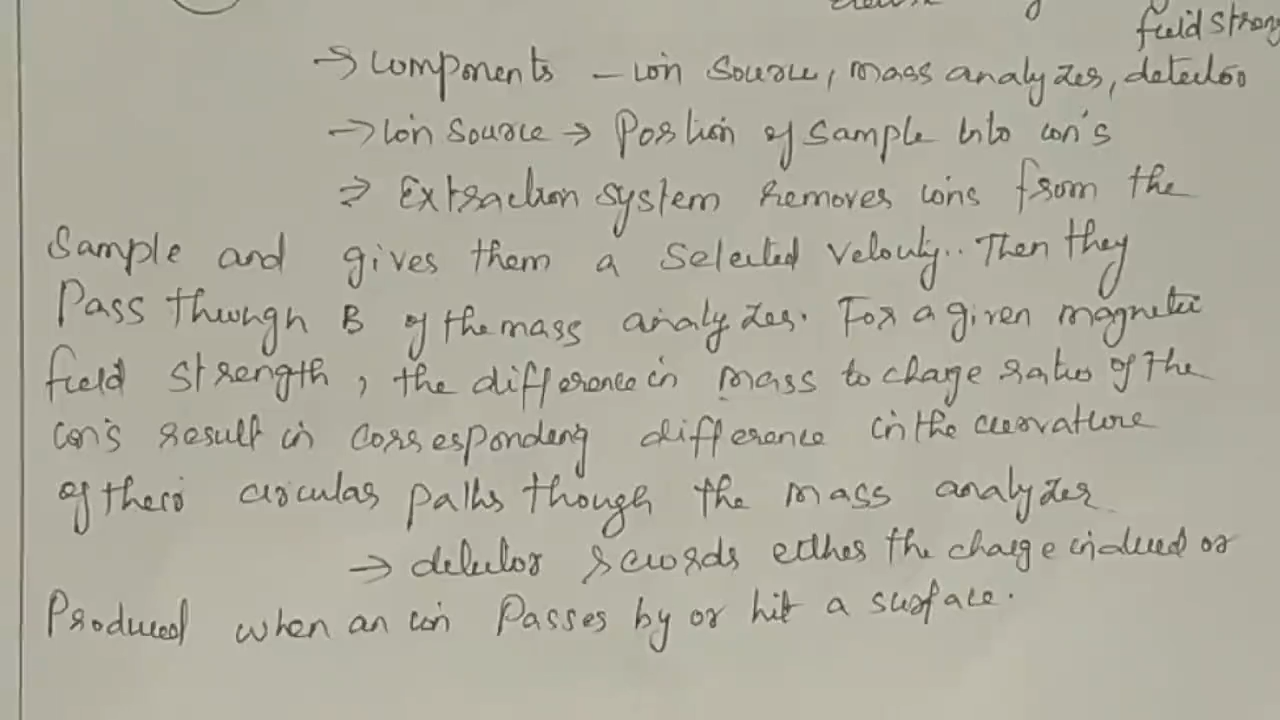 field stren
→ Components – Ion Source, mass analyzer, detector
→ Ion Source → Portion of sample into ion's
⇒ Extraction system removes ions from the
Sample and gives them a Selected velocity.. Then they
Pass through B of the mass analyzer. For a given magnetic
field strength, the difference in mass to charge ratio of the
ion's result in corresponding difference in the curvature
of their circular paths though the mass analyzer
→ detector records either the charge induced or
Produced when an ion Passes by or hit a surface.